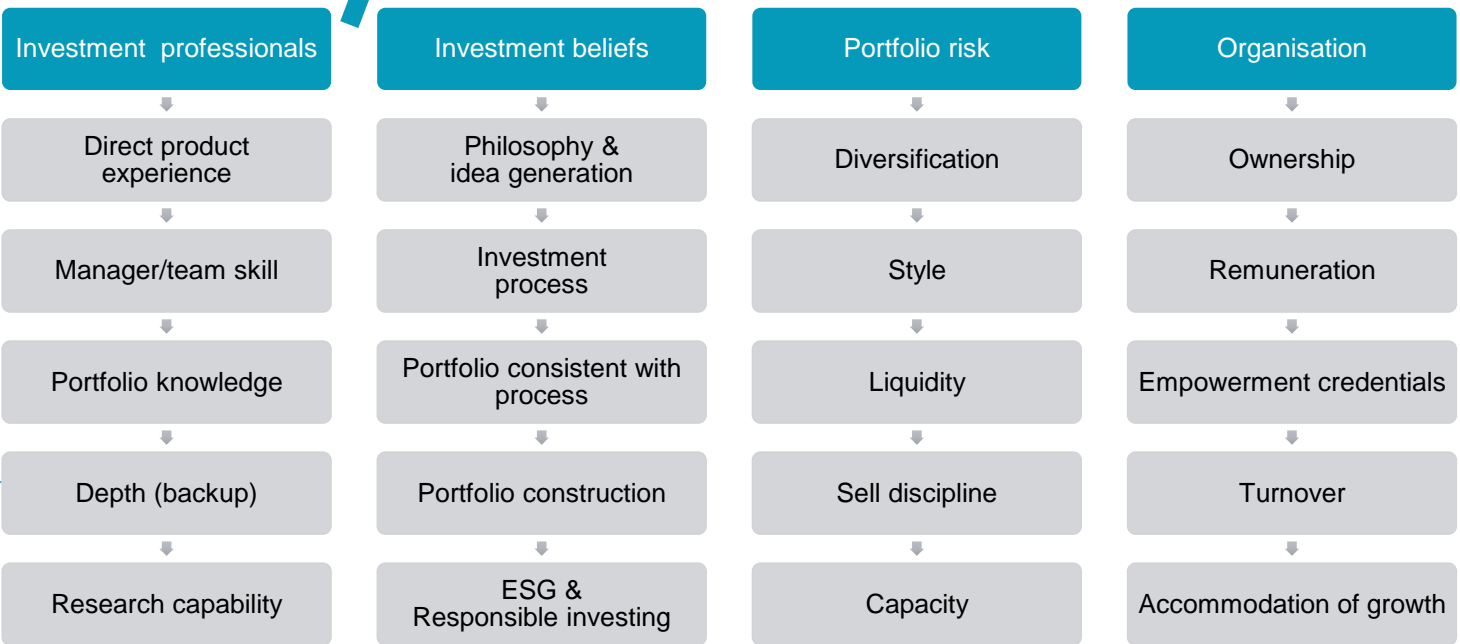 Investment professionals
Direct product
experience
Manager/team skill
Portfolio knowledge
Depth (backup)
Research capability
Investment beliefs
Philosophy &
idea generation
Investment
process
Portfolio consistent with
process
Portfolio construction
ESG &
Responsible investing
Portfolio risk
Diversification
Style
Liquidity
Sell discipline
Capacity
Organisation
Ownership
Remuneration
Empowerment credentials
Turnover
Accommodation of growth